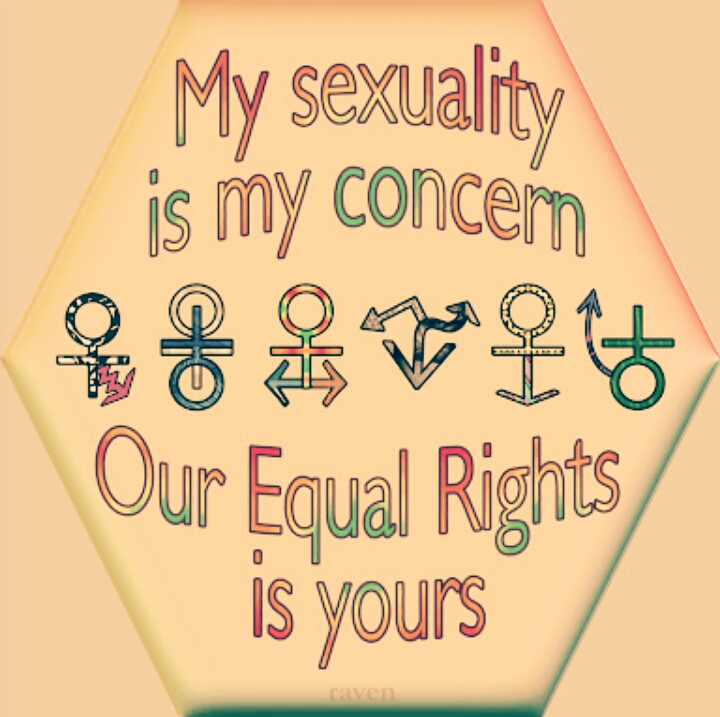 My sexuality
is my concern
Our Equal Rights
is yours
raven